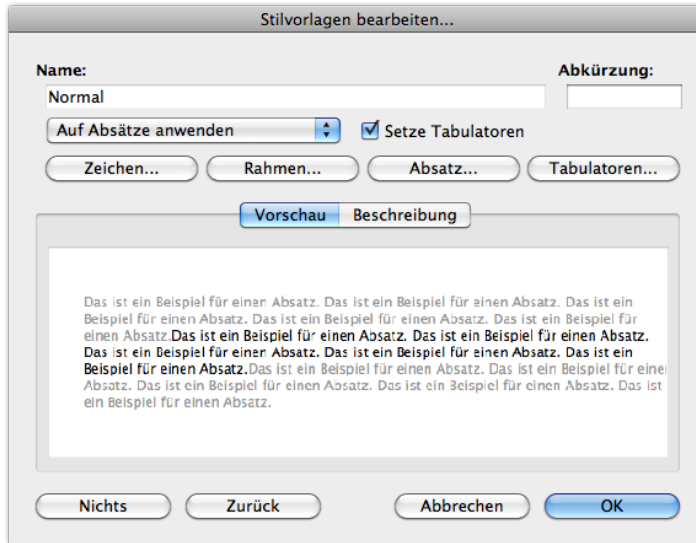 Stilvorlagen bearbeiten...
Name:
Abkürzung:
Normal
Auf Absätze anwenden
Setze Tabulatoren
Zeichen...
Rahmen...
Absatz...
Tabulatoren...
Vorschau
Beschreibung
Das ist ein Beispiel für einen Absatz. Das ist ein Beispiel für einen Absatz. Das ist ein
Beispiel für einen Absatz. Das ist ein Beispiel für einen Absatz. Das ist ein Beispiel für
einen Absatz.Das ist ein Beispiel für einen Absatz. Das ist ein Beispiel für einen Absatz.
Das ist ein Beispiel für einen Absatz. Das ist ein Beispiel für einen Absatz. Das ist ein
Beispiel für einen Absatz.Das ist ein Beispiel für einen Absatz. Das ist ein Beispiel für einen
Absatz. Das ist ein Beispiel für einen Absatz. Das ist ein Beispiel für einen Absatz. Das ist
ein Beispiel für einen Absatz.
Nichts
Zurück
Abbrechen
OK